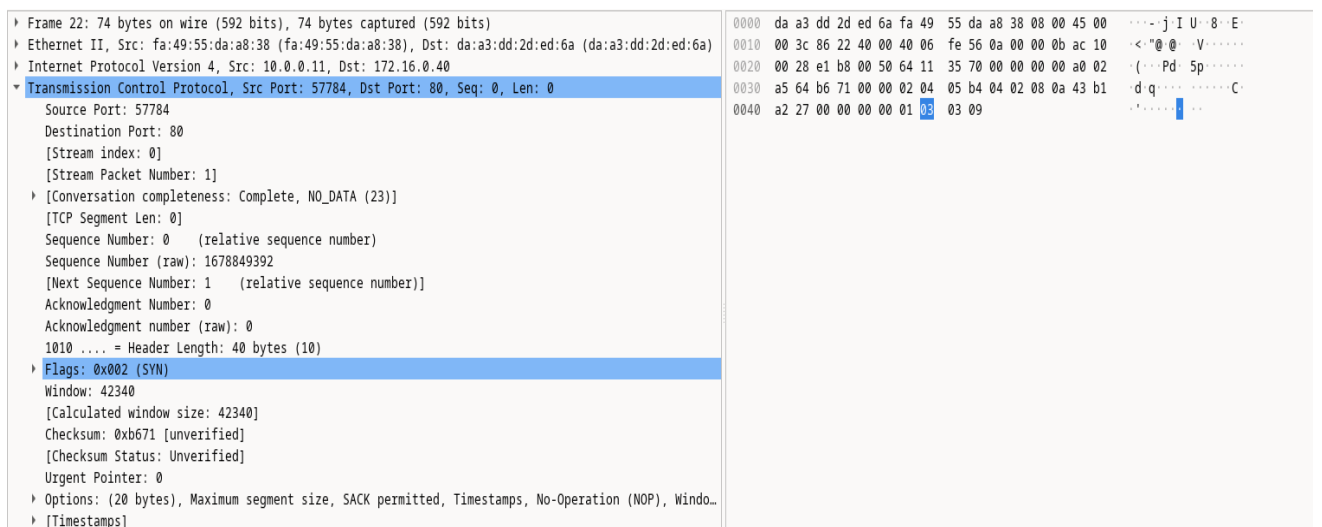 Frame 22: 74 bytes on wire (592 bits), 74 bytes captured (592 bits)
Ethernet II, Src: fa:49:55:da:a8:38 (fa:49:55:da:a8:38), Dst: da:a3:dd:2d:ed:6a (da:a3:dd:2d:ed:6a)
Internet Protocol Version 4, Src: 10.0.0.11, Dst: 172.16.0.40
Transmission Control Protocol, Src Port: 57784, Dst Port: 80, Seq: 0, Len: 0
Source Port: 57784
Destination Port: 80
[Stream index: 0]
[Stream Packet Number: 1]
[Conversation completeness: Complete, NO_DATA (23)]
[TCP Segment Len: 0]
Sequence Number: 0    (relative sequence number)
Sequence Number (raw): 1678849392
[Next Sequence Number: 1    (relative sequence number)]
Acknowledgment Number: 0
Acknowledgment number (raw): 0
1010 .... = Header Length: 40 bytes (10)
Flags: 0x002 (SYN)
Window: 42340
[Calculated window size: 42340]
Checksum: 0xb671 [unverified]
[Checksum Status: Unverified]
Urgent Pointer: 0
Options: (20 bytes), Maximum segment size, SACK permitted, Timestamps, No-Operation (NOP), Windo…
[Timestamps]
0000  da a3 dd 2d ed 6a fa 49  55 da a8 38 08 00 45 00  ···-·j·I U··8··E·
0010  00 3c 86 22 40 00 40 06  fe 56 0a 00 00 0b ac 10  ·<·"@·@· ·V······
0020  00 28 e1 b8 00 50 64 11  35 70 00 00 00 00 a0 02  ·(···Pd· 5p······
0030  a5 64 b6 71 00 00 02 04  05 b4 04 02 08 0a 43 b1  ·d·q···· ······C·
0040  a2 27 00 00 00 00 01 03  03 09  ·'······ ··